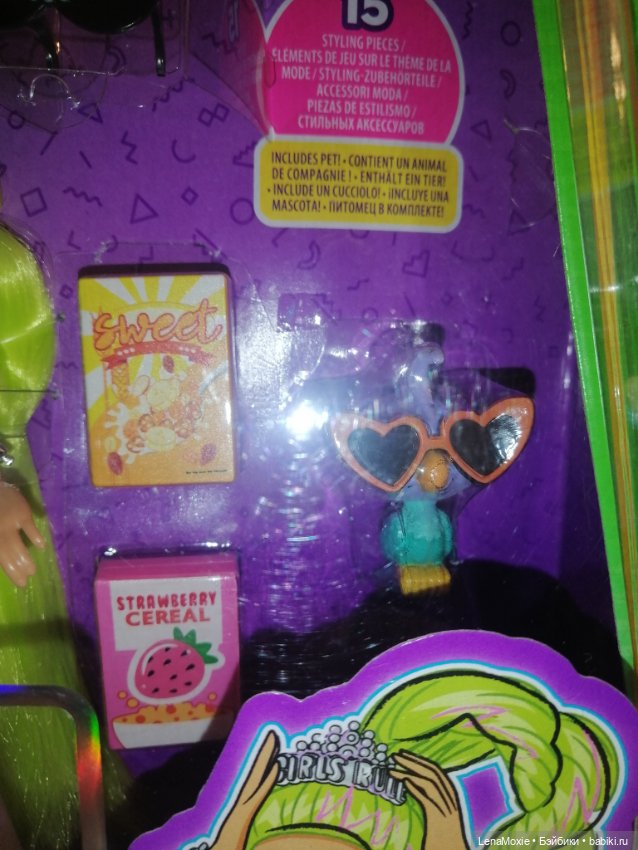 15
STYLING PIECES /
ÉLÉMENTS DE JEU SUR LE THÈME DE LA
MODE / STYLING-ZUBEHÖRTEILE /
ACCESSORI MODA /
PIEZAS DE ESTILISMO /
СТИЛЬНЫХ АКСЕССУАРОВ
INCLUDES PET! • CONTIENT UN ANIMAL
DE COMPAGNIE ! • ENTHÄLT EIN TIER!
• INCLUDE UN CUCCIOLO! • ¡INCLUYE UNA
MASCOTA! • ПИТОМЕЦ В КОМПЛЕКТЕ!
Sweet
STRAWBERRY
CEREAL
GIRLS RULE
LenaMoxie • Бэйбики • babiki.ru